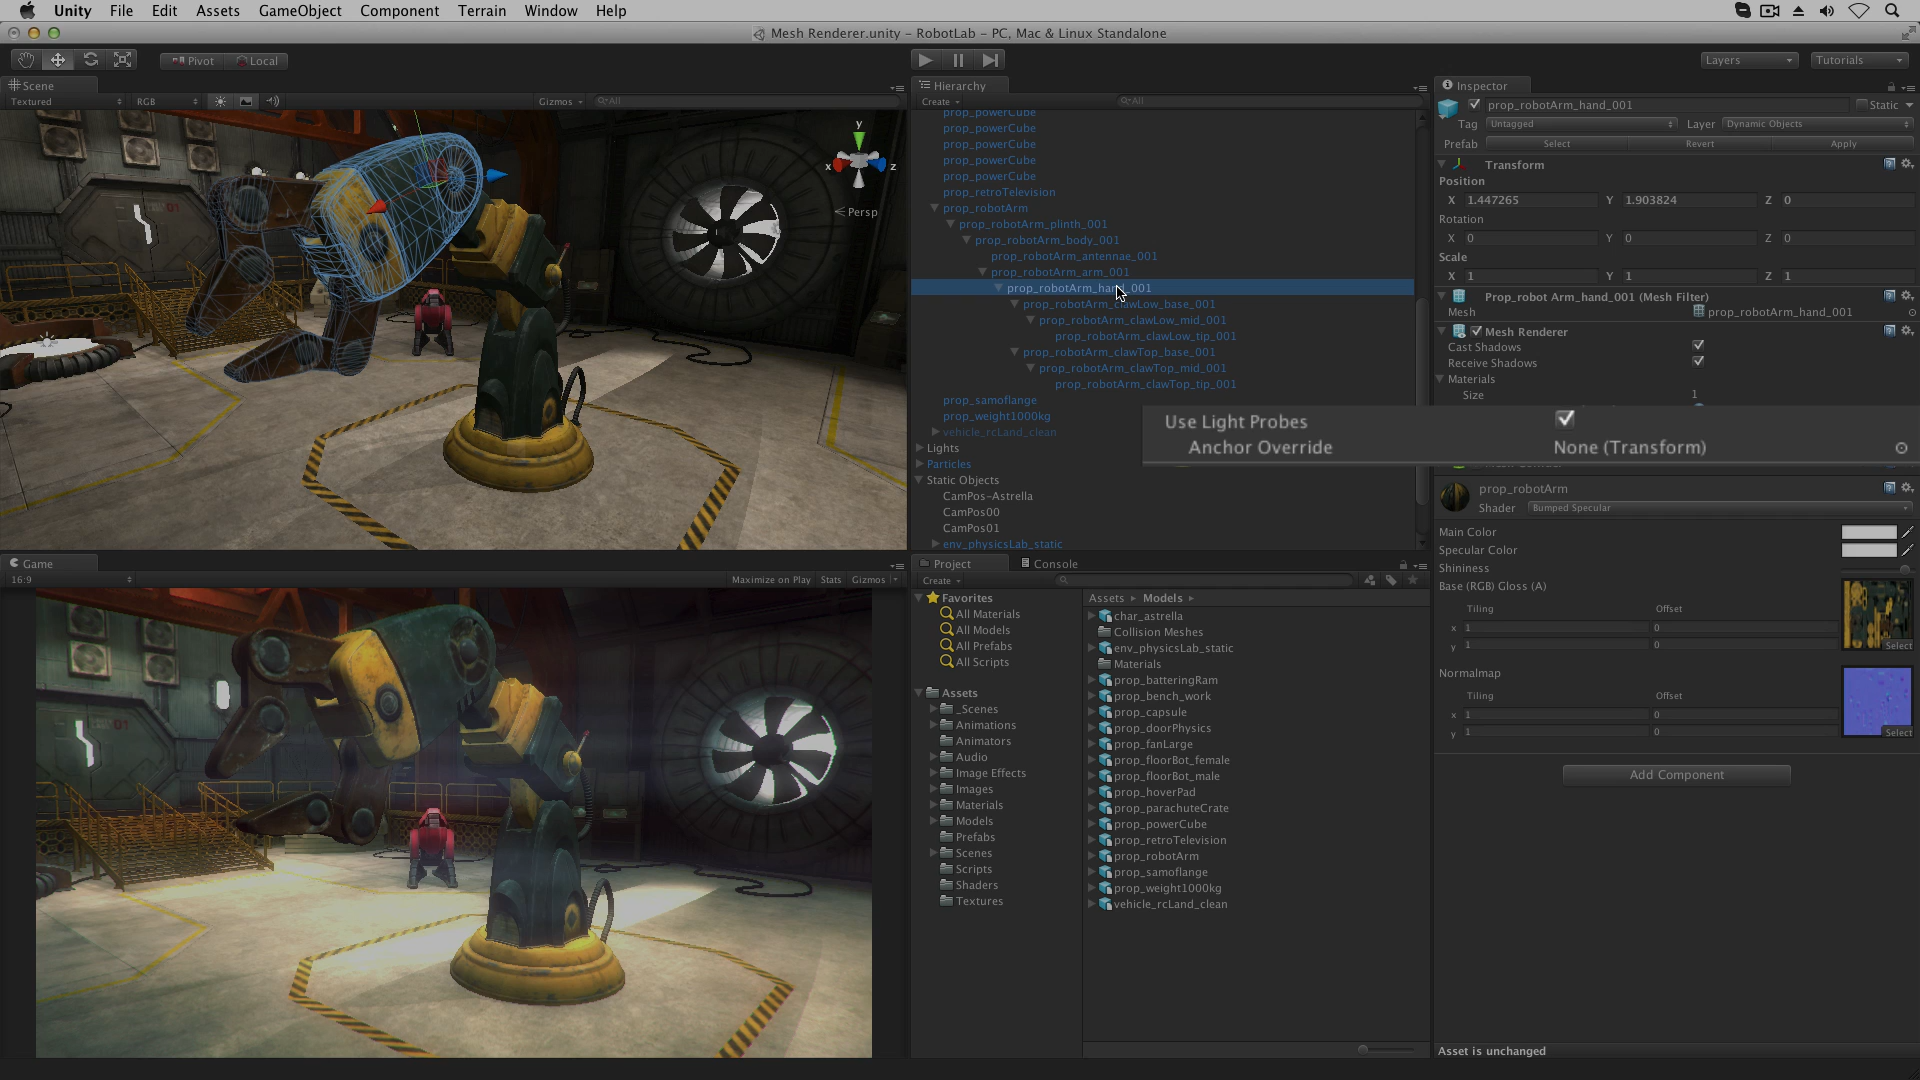 Unity File Edit Assets GameObject Component Terrain Window Help
Mesh Renderer.unity – RobotLab – PC, Mac & Linux Standalone
Pivot Local
Layers
Tutorials
Scene
Textured RGB Gizmos All
y
x z
Persp
Hierarchy
Create All
prop_powerCube
prop_powerCube
prop_powerCube
prop_powerCube
prop_powerCube
prop_retroTelevision
prop_robotArm
prop_robotArm_plinth_001
prop_robotArm_body_001
prop_robotArm_antennae_001
prop_robotArm_arm_001
prop_robotArm_hand_001
prop_robotArm_clawLow_base_001
prop_robotArm_clawLow_mid_001
prop_robotArm_clawLow_tip_001
prop_robotArm_clawTop_base_001
prop_robotArm_clawTop_mid_001
prop_robotArm_clawTop_tip_001
prop_samoflange
prop_weight1000kg
vehicle_rcLand_clean
Lights
Particles
Static Objects
CamPos-Astrella
CamPos00
CamPos01
env_physicsLab_static
Inspector
prop_robotArm_hand_001 Static
Tag Untagged Layer Dynamic Objects
Prefab Select Revert Apply
Transform
Position
X 1.447265 Y 1.903824 Z 0
Rotation
X 0 Y 0 Z 0
Scale
X 1 Y 1 Z 1
Prop_robot Arm_hand_001 (Mesh Filter)
Mesh prop_robotArm_hand_001
Mesh Renderer
Cast Shadows
Receive Shadows
Materials
Size 1
Use Light Probes
Anchor Override None (Transform)
prop_robotArm
Shader Bumped Specular
Main Color
Specular Color
Shininess
Base (RGB) Gloss (A)
Tiling Offset
x 1 0
y 1 0
Select
Normalmap
Tiling Offset
x 1 0
y 1 0
Select
Add Component
Asset is unchanged
Game
16:9 Maximize on Play Stats Gizmos
01
01
Project Console
Create
Favorites
All Materials
All Models
All Prefabs
All Scripts
Assets
_Scenes
Animations
Animators
Audio
Image Effects
Images
Materials
Models
Prefabs
Scenes
Scripts
Shaders
Textures
Assets Models
char_astrella
Collision Meshes
env_physicsLab_static
Materials
prop_batteringRam
prop_bench_work
prop_capsule
prop_doorPhysics
prop_fanLarge
prop_floorBot_female
prop_floorBot_male
prop_hoverPad
prop_parachuteCrate
prop_powerCube
prop_retroTelevision
prop_robotArm
prop_samoflange
prop_weight1000kg
vehicle_rcLand_clean